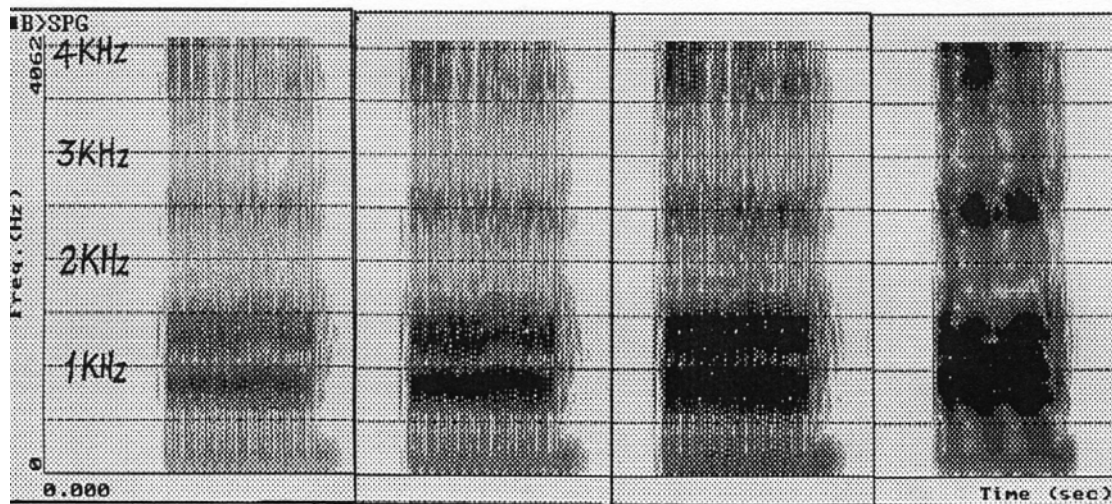 ■B>SPG
4062
4KHz
3KHz
Freq.(Hz)
2KHz
1KHz
0
0.000
Time (sec)